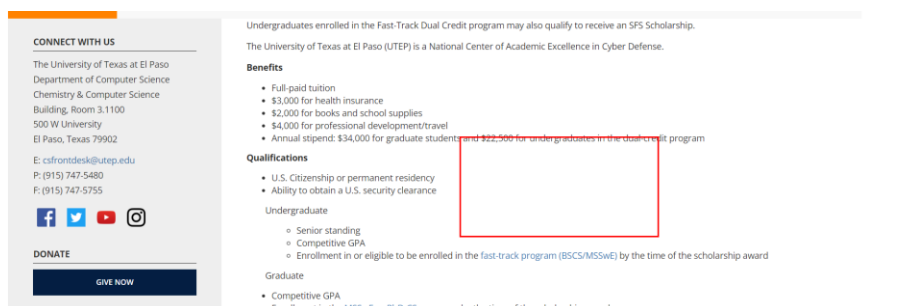 Undergraduates enrolled in the Fast-Track Dual Credit program may also qualify to receive an SFS Scholarship.
The University of Texas at El Paso (UTEP) is a National Center of Academic Excellence in Cyber Defense.
Benefits
Full-paid tuition
$3,000 for health insurance
$2,000 for books and school supplies
$4,000 for professional development/travel
Annual stipend: $34,000 for graduate students and $22,500 for undergraduates in the dual-credit program
Qualifications
U.S. Citizenship or permanent residency
Ability to obtain a U.S. security clearance
Undergraduate
Senior standing
Competitive GPA
Enrollment in or eligible to be enrolled in the fast-track program (BSCS/MSSwE) by the time of the scholarship award
Graduate
Competitive GPA
CONNECT WITH US
The University of Texas at El Paso
Department of Computer Science
Chemistry & Computer Science
Building, Room 3.1100
500 W University
El Paso, Texas 79902
E: csfrontdesk@utep.edu
P: (915) 747-5480
F: (915) 747-5755
DONATE
GIVE NOW